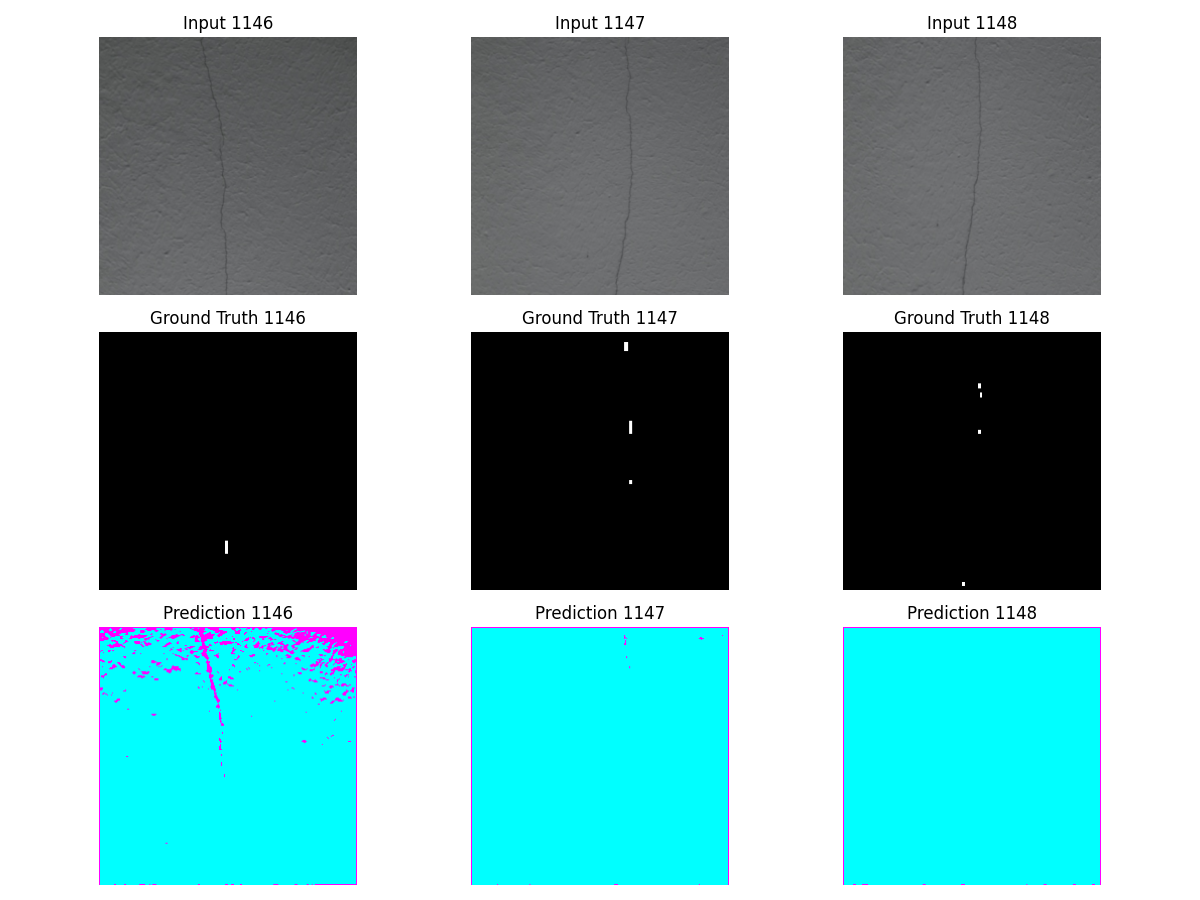 Input 1146
Input 1147
Input 1148
Ground Truth 1146
Ground Truth 1147
Ground Truth 1148
Prediction 1146
Prediction 1147
Prediction 1148